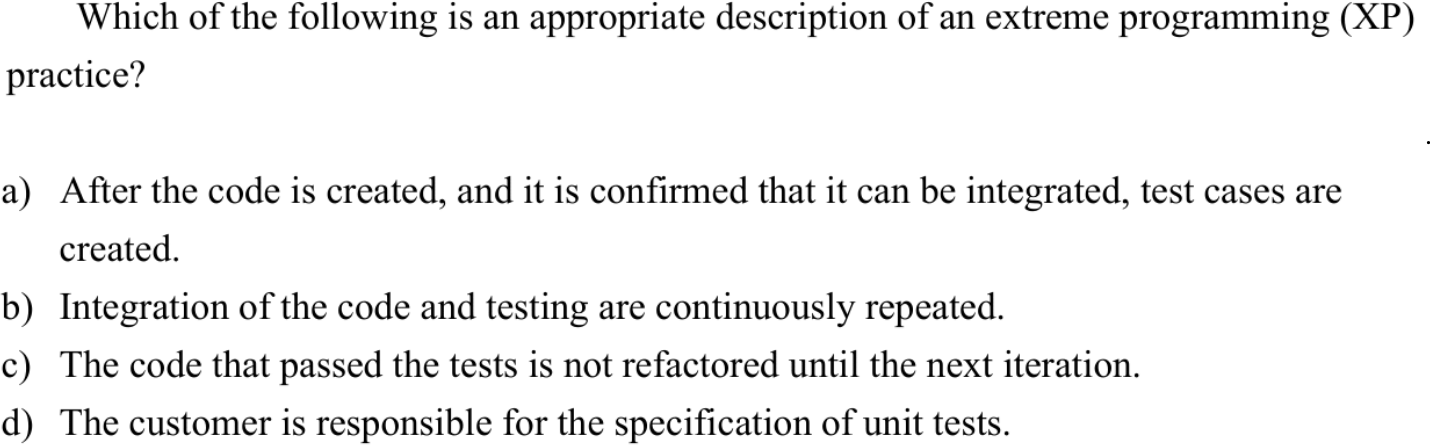 Which of the following is an appropriate description of an extreme programming (XP)
practice?
a) After the code is created, and it is confirmed that it can be integrated, test cases are
created.
b) Integration of the code and testing are continuously repeated.
c) The code that passed the tests is not refactored until the next iteration.
d) The customer is responsible for the specification of unit tests.